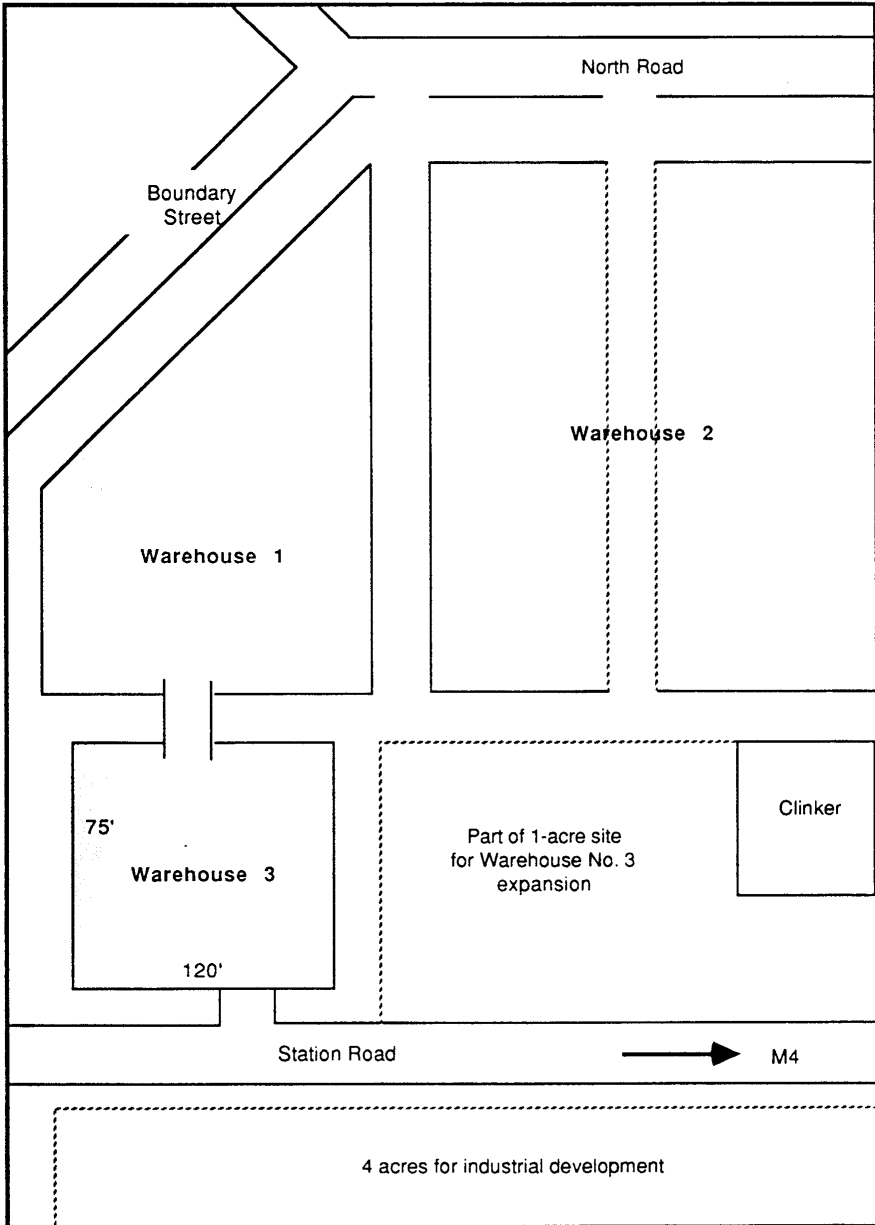 North Road
Boundary
Street
Warehouse 2
Warehouse 1
Clinker
75'
Part of 1-acre site
for Warehouse No. 3
expansion
Warehouse 3
120'
Station Road
M4
4 acres for industrial development